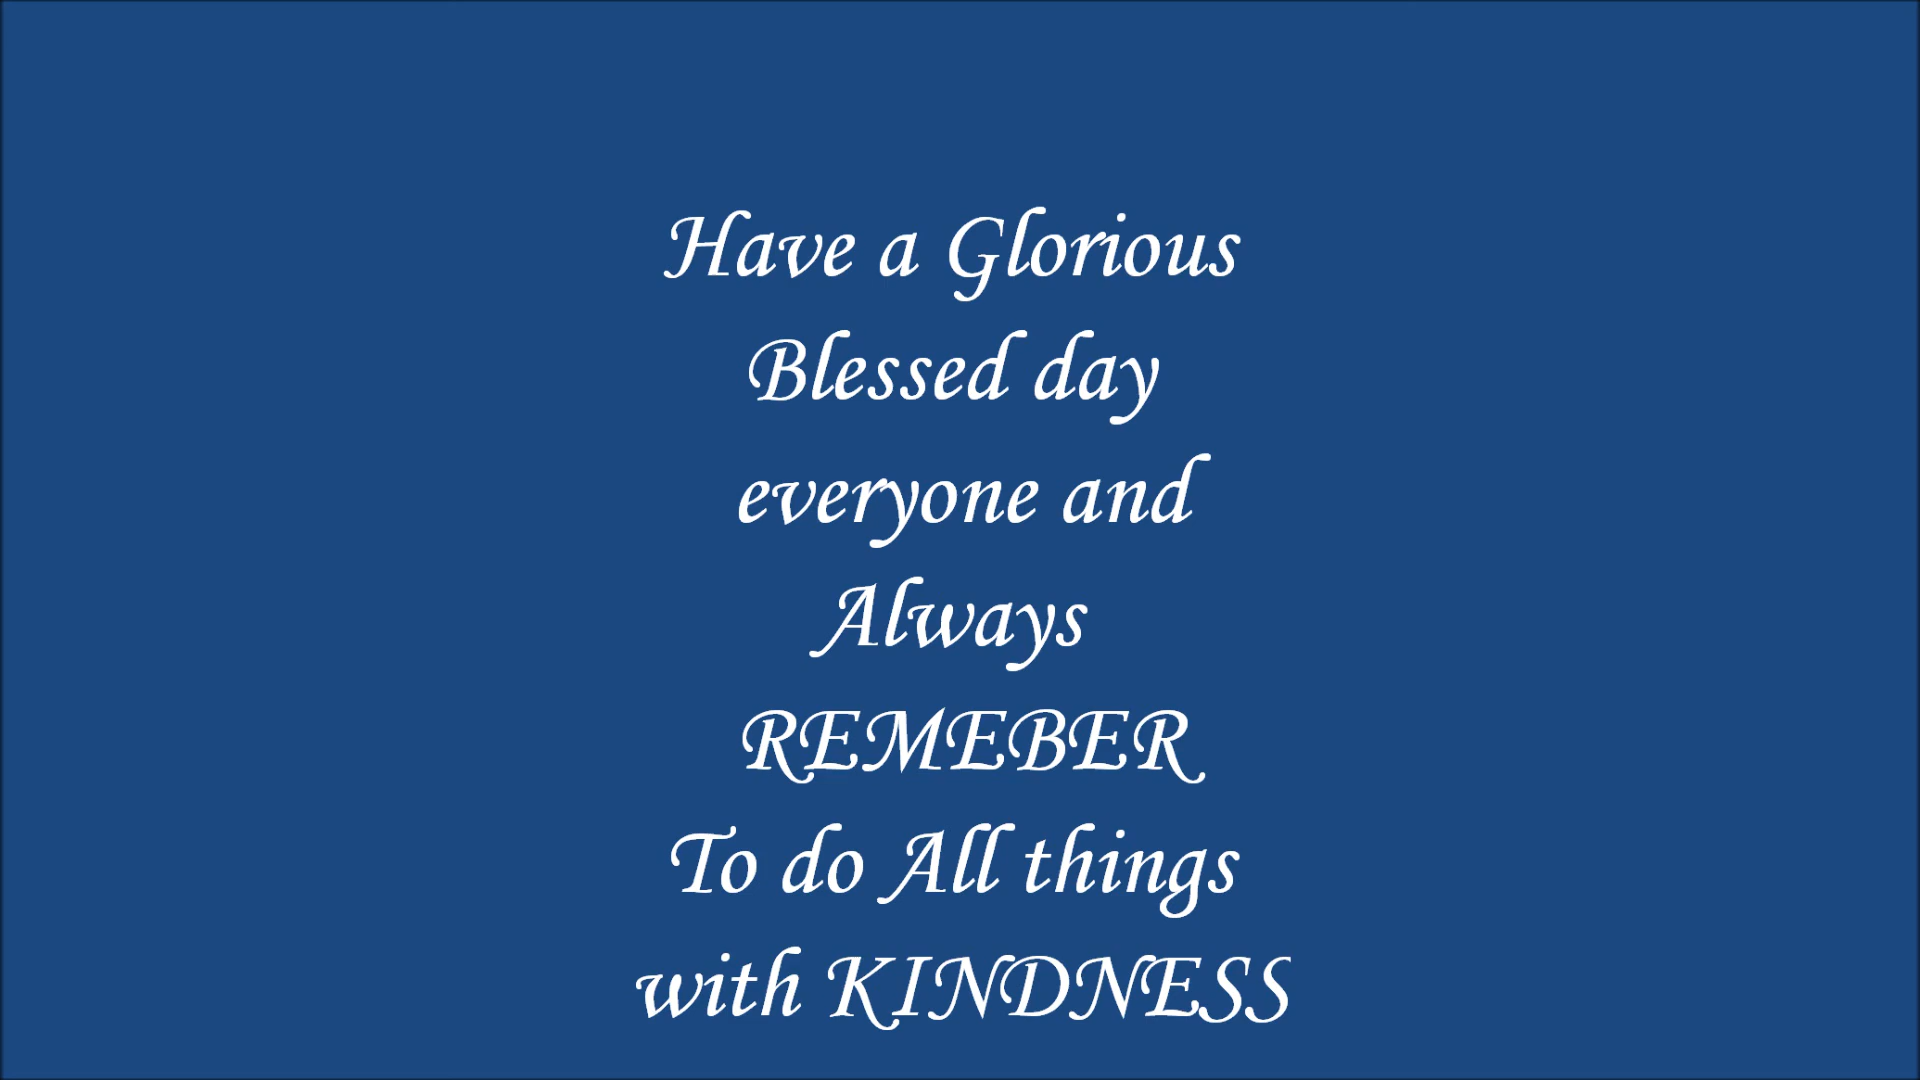 Have a Glorious
Blessed day
everyone and
Always
REMEBER
To do All things
with KINDNESS